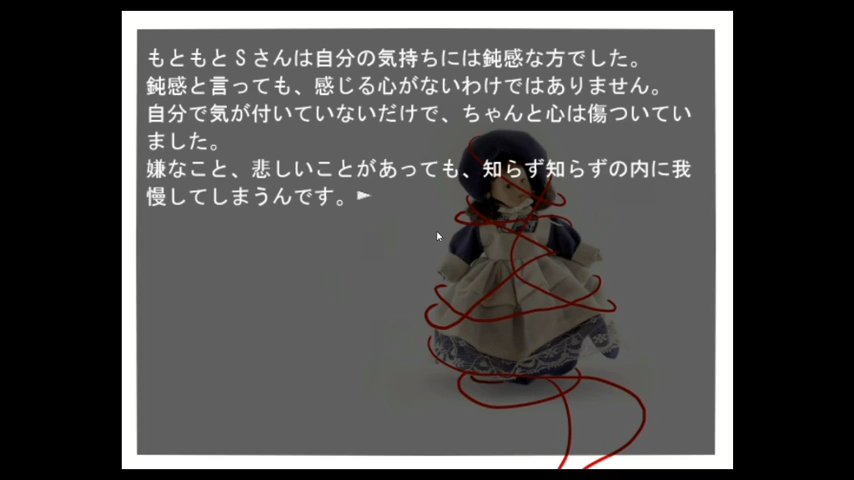 もともとSさんは自分の気持ちには鈍感な方でした。
鈍感と言っても、感じる心がないわけではありません。
自分で気が付いていないだけで、ちゃんと心は傷ついてい
ました。
嫌なこと、悲しいことがあっても、知らず知らずの内に我
慢してしまうんです。